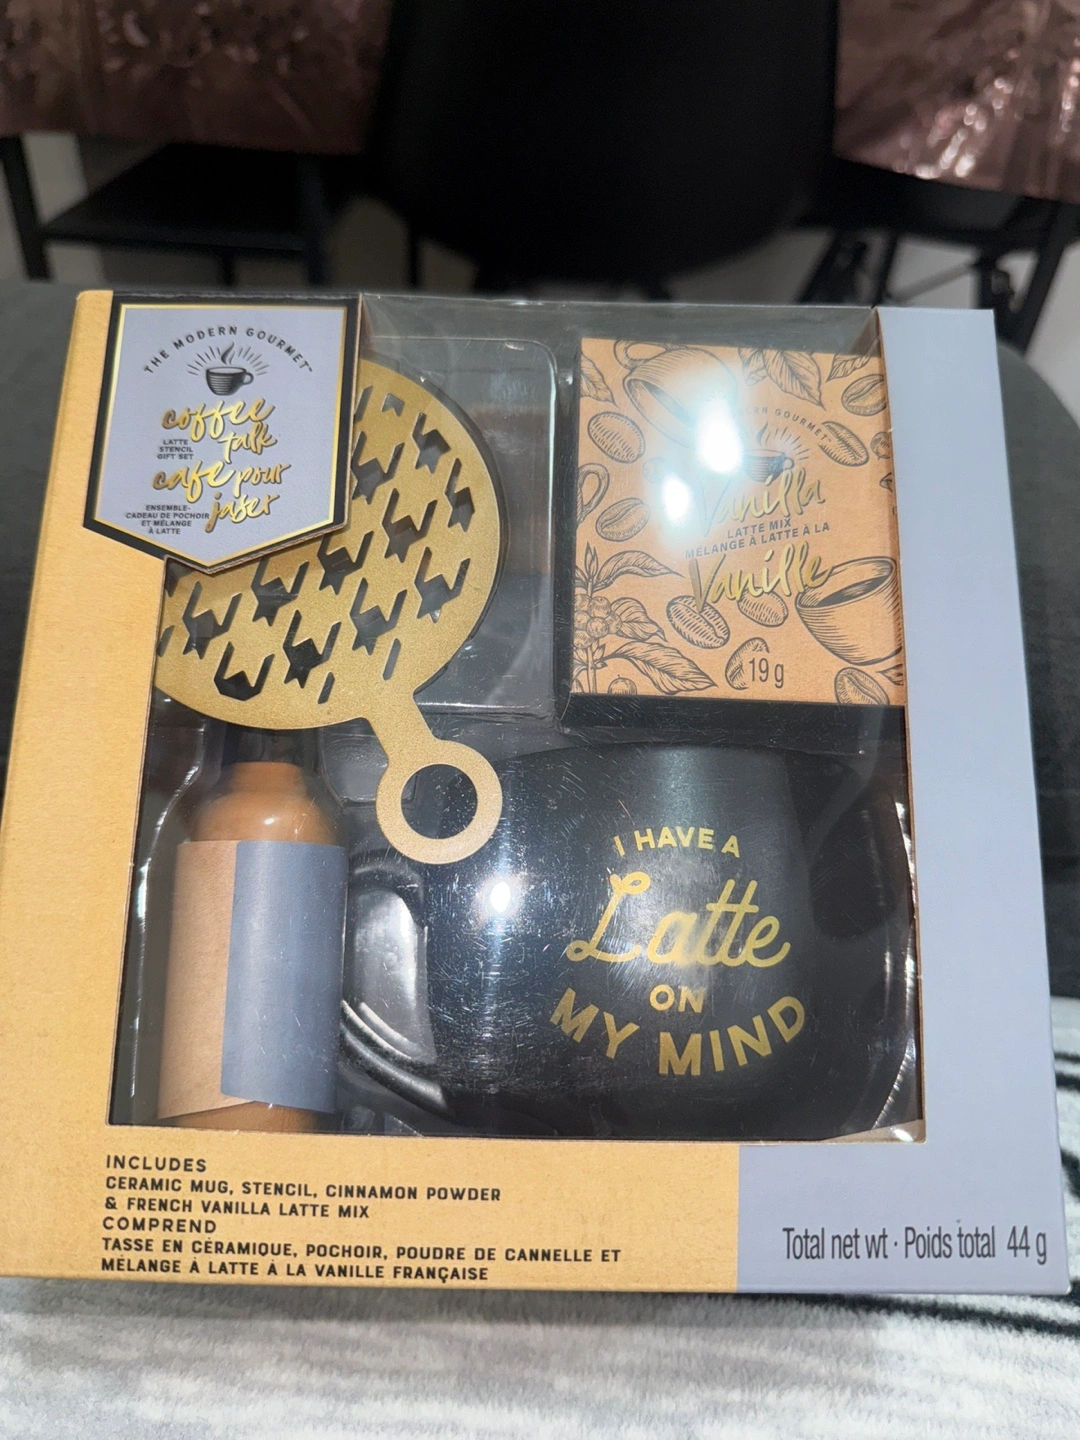 THE MODERN GOURMET™
coffee
talk
LATTE
STENCIL
GIFT SET
café pour
jaser
ENSEMBLE-
CADEAU DE POCHOIR
ET MÉLANGE
À LATTE
GOURMET™
Vanilla
LATTE MIX
MÉLANGE À LATTE À LA
Vanille
19 g
I HAVE A
Latte
ON
MY MIND
INCLUDES
CERAMIC MUG, STENCIL, CINNAMON POWDER
& FRENCH VANILLA LATTE MIX
COMPREND
TASSE EN CÉRAMIQUE, POCHOIR, POUDRE DE CANNELLE ET
MÉLANGE À LATTE À LA VANILLE FRANÇAISE
Total net wt · Poids total 44 g